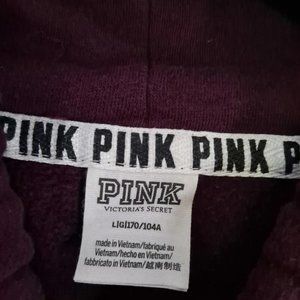 PINK PINK PINK P
PINK
VICTORIA'S SECRET
L|G|170/104A
made in Vietnam/fabriqué au
Vietnam/hecho en Vietnam/
fabbricato in Vietnam/越南制造